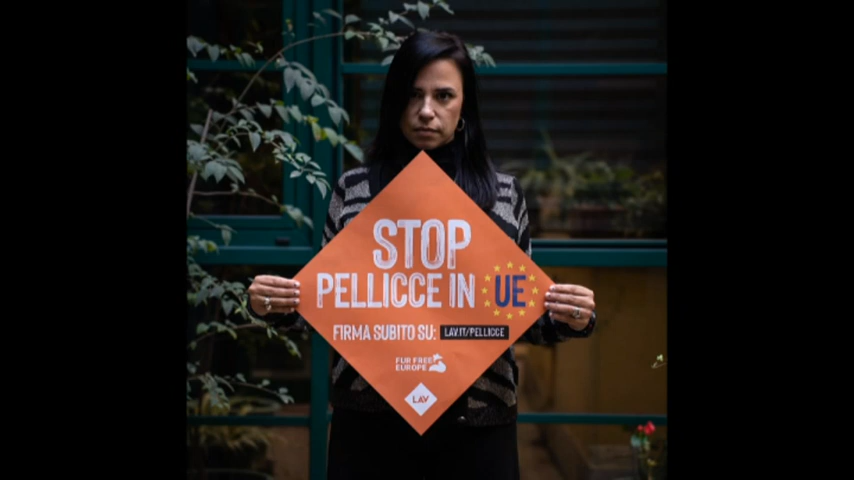 STOP
PELLICCE IN UE
FIRMA SUBITO SU: LAV.IT/PELLICCE
FUR FREE
EUROPE
LAV